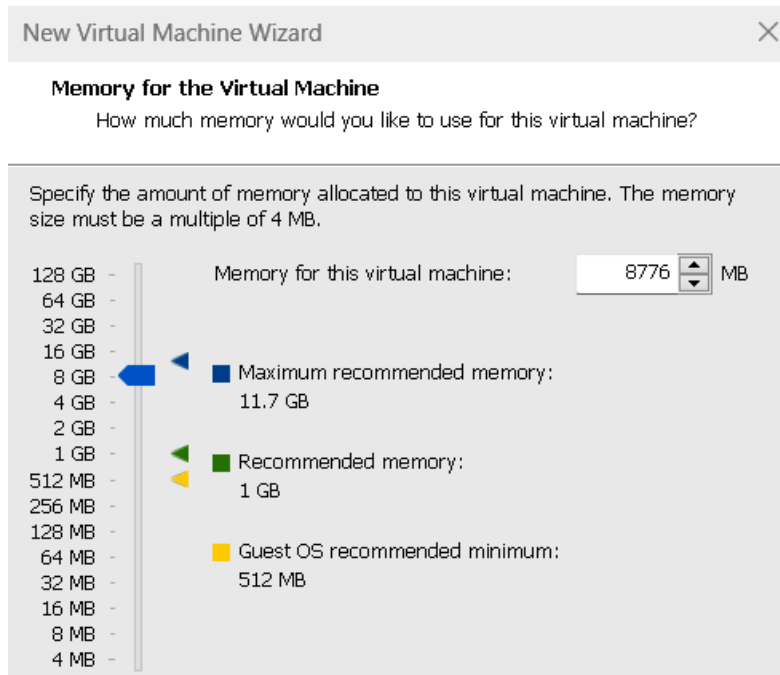 New Virtual Machine Wizard
Memory for the Virtual Machine
How much memory would you like to use for this virtual machine?
Specify the amount of memory allocated to this virtual machine. The memory
size must be a multiple of 4 MB.
Memory for this virtual machine: 8776 MB
128 GB
64 GB
32 GB
16 GB
8 GB
4 GB
2 GB
1 GB
512 MB
256 MB
128 MB
64 MB
32 MB
16 MB
8 MB
4 MB
Maximum recommended memory:
11.7 GB
Recommended memory:
1 GB
Guest OS recommended minimum:
512 MB